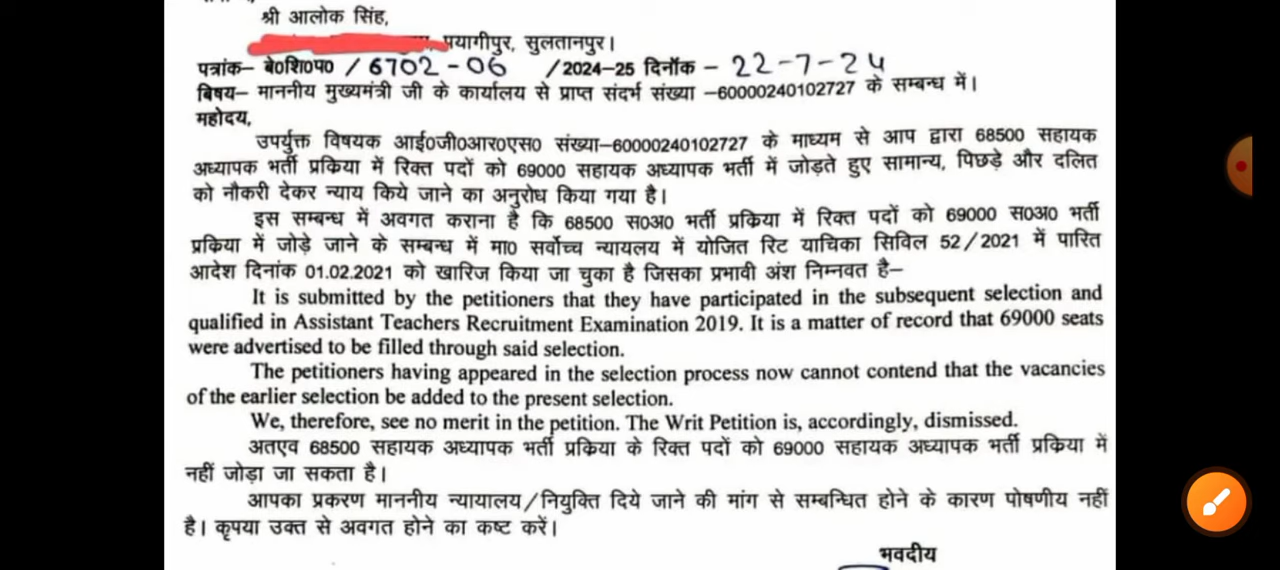 श्री आलोक सिंह,
पयागीपुर, सुलतानपुर।
पत्रांक– बे०शि०प० / 6702-06 /2024-25 दिनॉक – 22-7-24
बिषय– माननीय मुख्यमंत्री जी के कार्यालय से प्राप्त संदर्भ संख्या –60000240102727 के सम्बन्ध में।
महोदय,
उपर्युक्त विषयक आई०जी०आर०एस० संख्या–60000240102727 के माध्यम से आप द्वारा 68500 सहायक
अध्यापक भर्ती प्रकिया में रिक्त पदों को 69000 सहायक अध्यापक भर्ती में जोड़ते हुए सामान्य, पिछड़े और दलित
को नौकरी देकर न्याय किये जाने का अनुरोध किया गया है।
इस सम्बन्ध में अवगत कराना है कि 68500 स०अ० भर्ती प्रकिया में रिक्त पदों को 69000 स०अ० भर्ती
प्रकिया में जोड़े जाने के सम्बन्ध में मा० सर्वोच्च न्यायलय में योजित रिट याचिका सिविल 52/2021 में पारित
आदेश दिनांक 01.02.2021 को खारिज किया जा चुका है जिसका प्रभावी अंश निम्नवत है–
It is submitted by the petitioners that they have participated in the subsequent selection and
qualified in Assistant Teachers Recruitment Examination 2019. It is a matter of record that 69000 seats
were advertised to be filled through said selection.
The petitioners having appeared in the selection process now cannot contend that the vacancies
of the earlier selection be added to the present selection.
We, therefore, see no merit in the petition. The Writ Petition is, accordingly, dismissed.
अतएव 68500 सहायक अध्यापक भर्ती प्रकिया के रिक्त पदों को 69000 सहायक अध्यापक भर्ती प्रकिया में
नहीं जोड़ा जा सकता है।
आपका प्रकरण माननीय न्यायालय/नियुक्ति दिये जाने की मांग से सम्बन्धित होने के कारण पोषणीय नहीं
है। कृपया उक्त से अवगत होने का कष्ट करें।
भवदीय